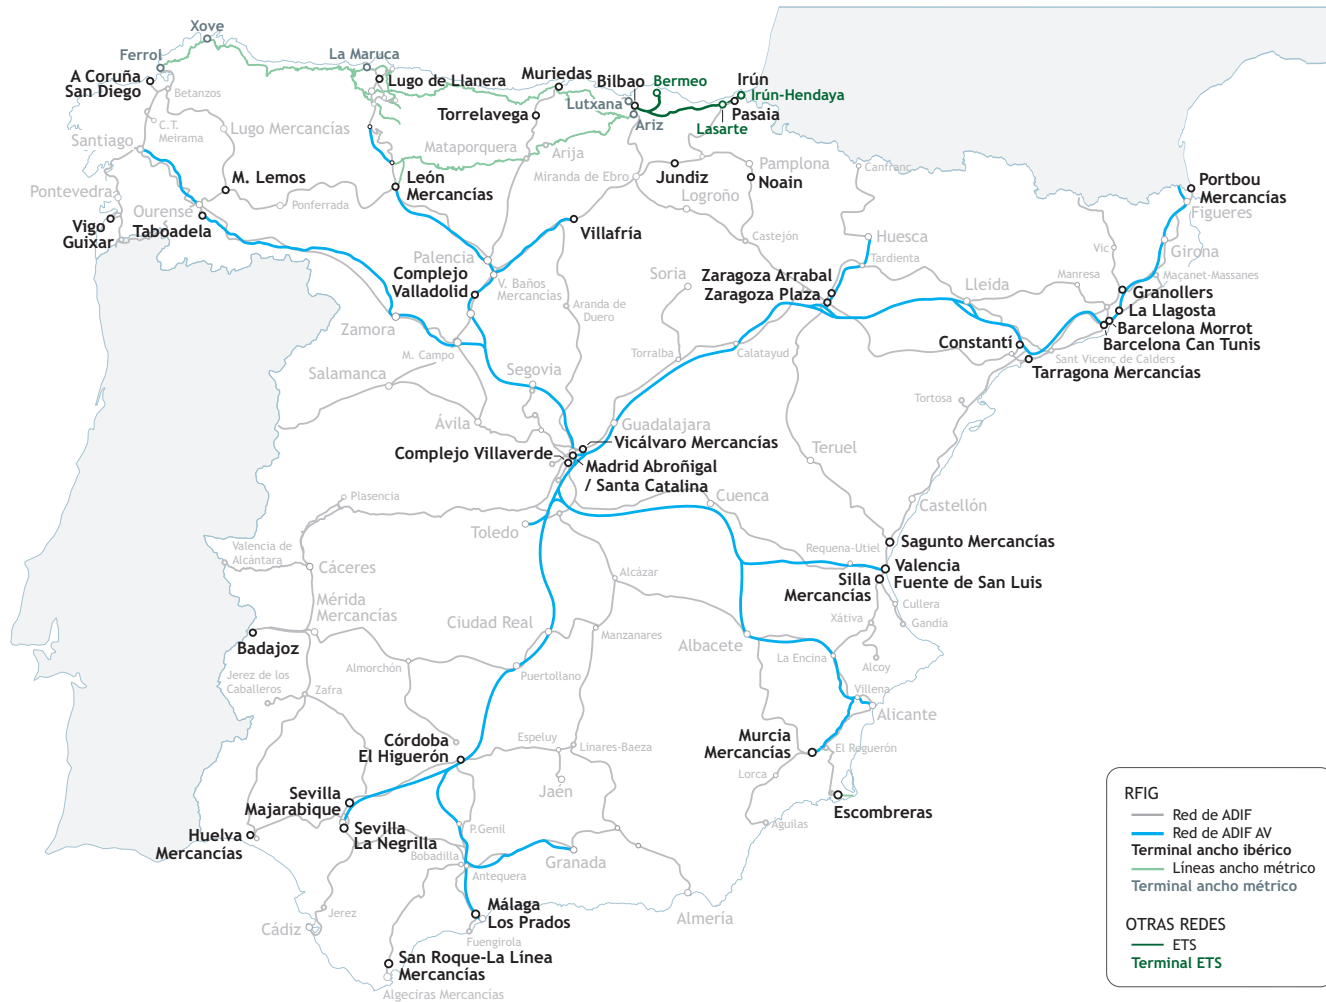 Xove
Ferrol
La Maruca
A Coruña
San Diego
Betanzos
Lugo de Llanera
Muriedas
Bilbao
Bermeo
Irún
Irún-Hendaya
Lutxana
Pasaia
Torrelavega
Ariz
Lasarte
C.T.
Meirama
Lugo Mercancías
Santiago
Mataporquera
Arija
Miranda de Ebro
Jundiz
Pamplona
Noain
Canfranc
Pontevedra
M. Lemos
León
Mercancías
Logroño
Portbou
Mercancías
Figueres
Ourense
Taboadela
Ponferrada
Vigo
Guixar
Villafría
Castejón
Huesca
Tardienta
Vic
Girona
Palencia
Complejo
Valladolid
V. Baños
Mercancías
Soria
Zaragoza Arrabal
Zaragoza Plaza
Manresa
Maçanet-Massanes
Lleida
Granollers
La Llagosta
Barcelona Morrot
Barcelona Can Tunis
Aranda de
Duero
Zamora
M. Campo
Torralba
Calatayud
Constantí
Sant Vicenç de Calders
Tarragona Mercancías
Salamanca
Segovia
Tortosa
Ávila
Guadalajara
Vicálvaro Mercancías
Complejo Villaverde
Madrid Abroñigal
/ Santa Catalina
Teruel
Plasencia
Cuenca
Castellón
Toledo
Sagunto Mercancías
Valencia de
Alcántara
Cáceres
Requena-Utiel
Valencia
Fuente de San Luis
Silla
Mercancías
Alcázar
Mérida
Mercancías
Cullera
Gandía
Xátiva
Ciudad Real
Manzanares
Albacete
Badajoz
Almorchón
La Encina
Alcoy
Jerez de los
Caballeros
Zafra
Puertollano
Villena
Alicante
Córdoba
El Higuerón
Espeluy
Linares-Baeza
Murcia
Mercancías
El Reguerón
Lorca
Jaén
Sevilla
Majarabique
Escombreras
Águilas
Huelva
Mercancías
Sevilla
La Negrilla
P.Genil
Bobadilla
Antequera
Granada
Málaga
Los Prados
Almería
Jerez
Cádiz
Fuengirola
San Roque-La Línea
Mercancías
Algeciras Mercancías
RFIG
Red de ADIF
Red de ADIF AV
Terminal ancho ibérico
Líneas ancho métrico
Terminal ancho métrico
OTRAS REDES
ETS
Terminal ETS